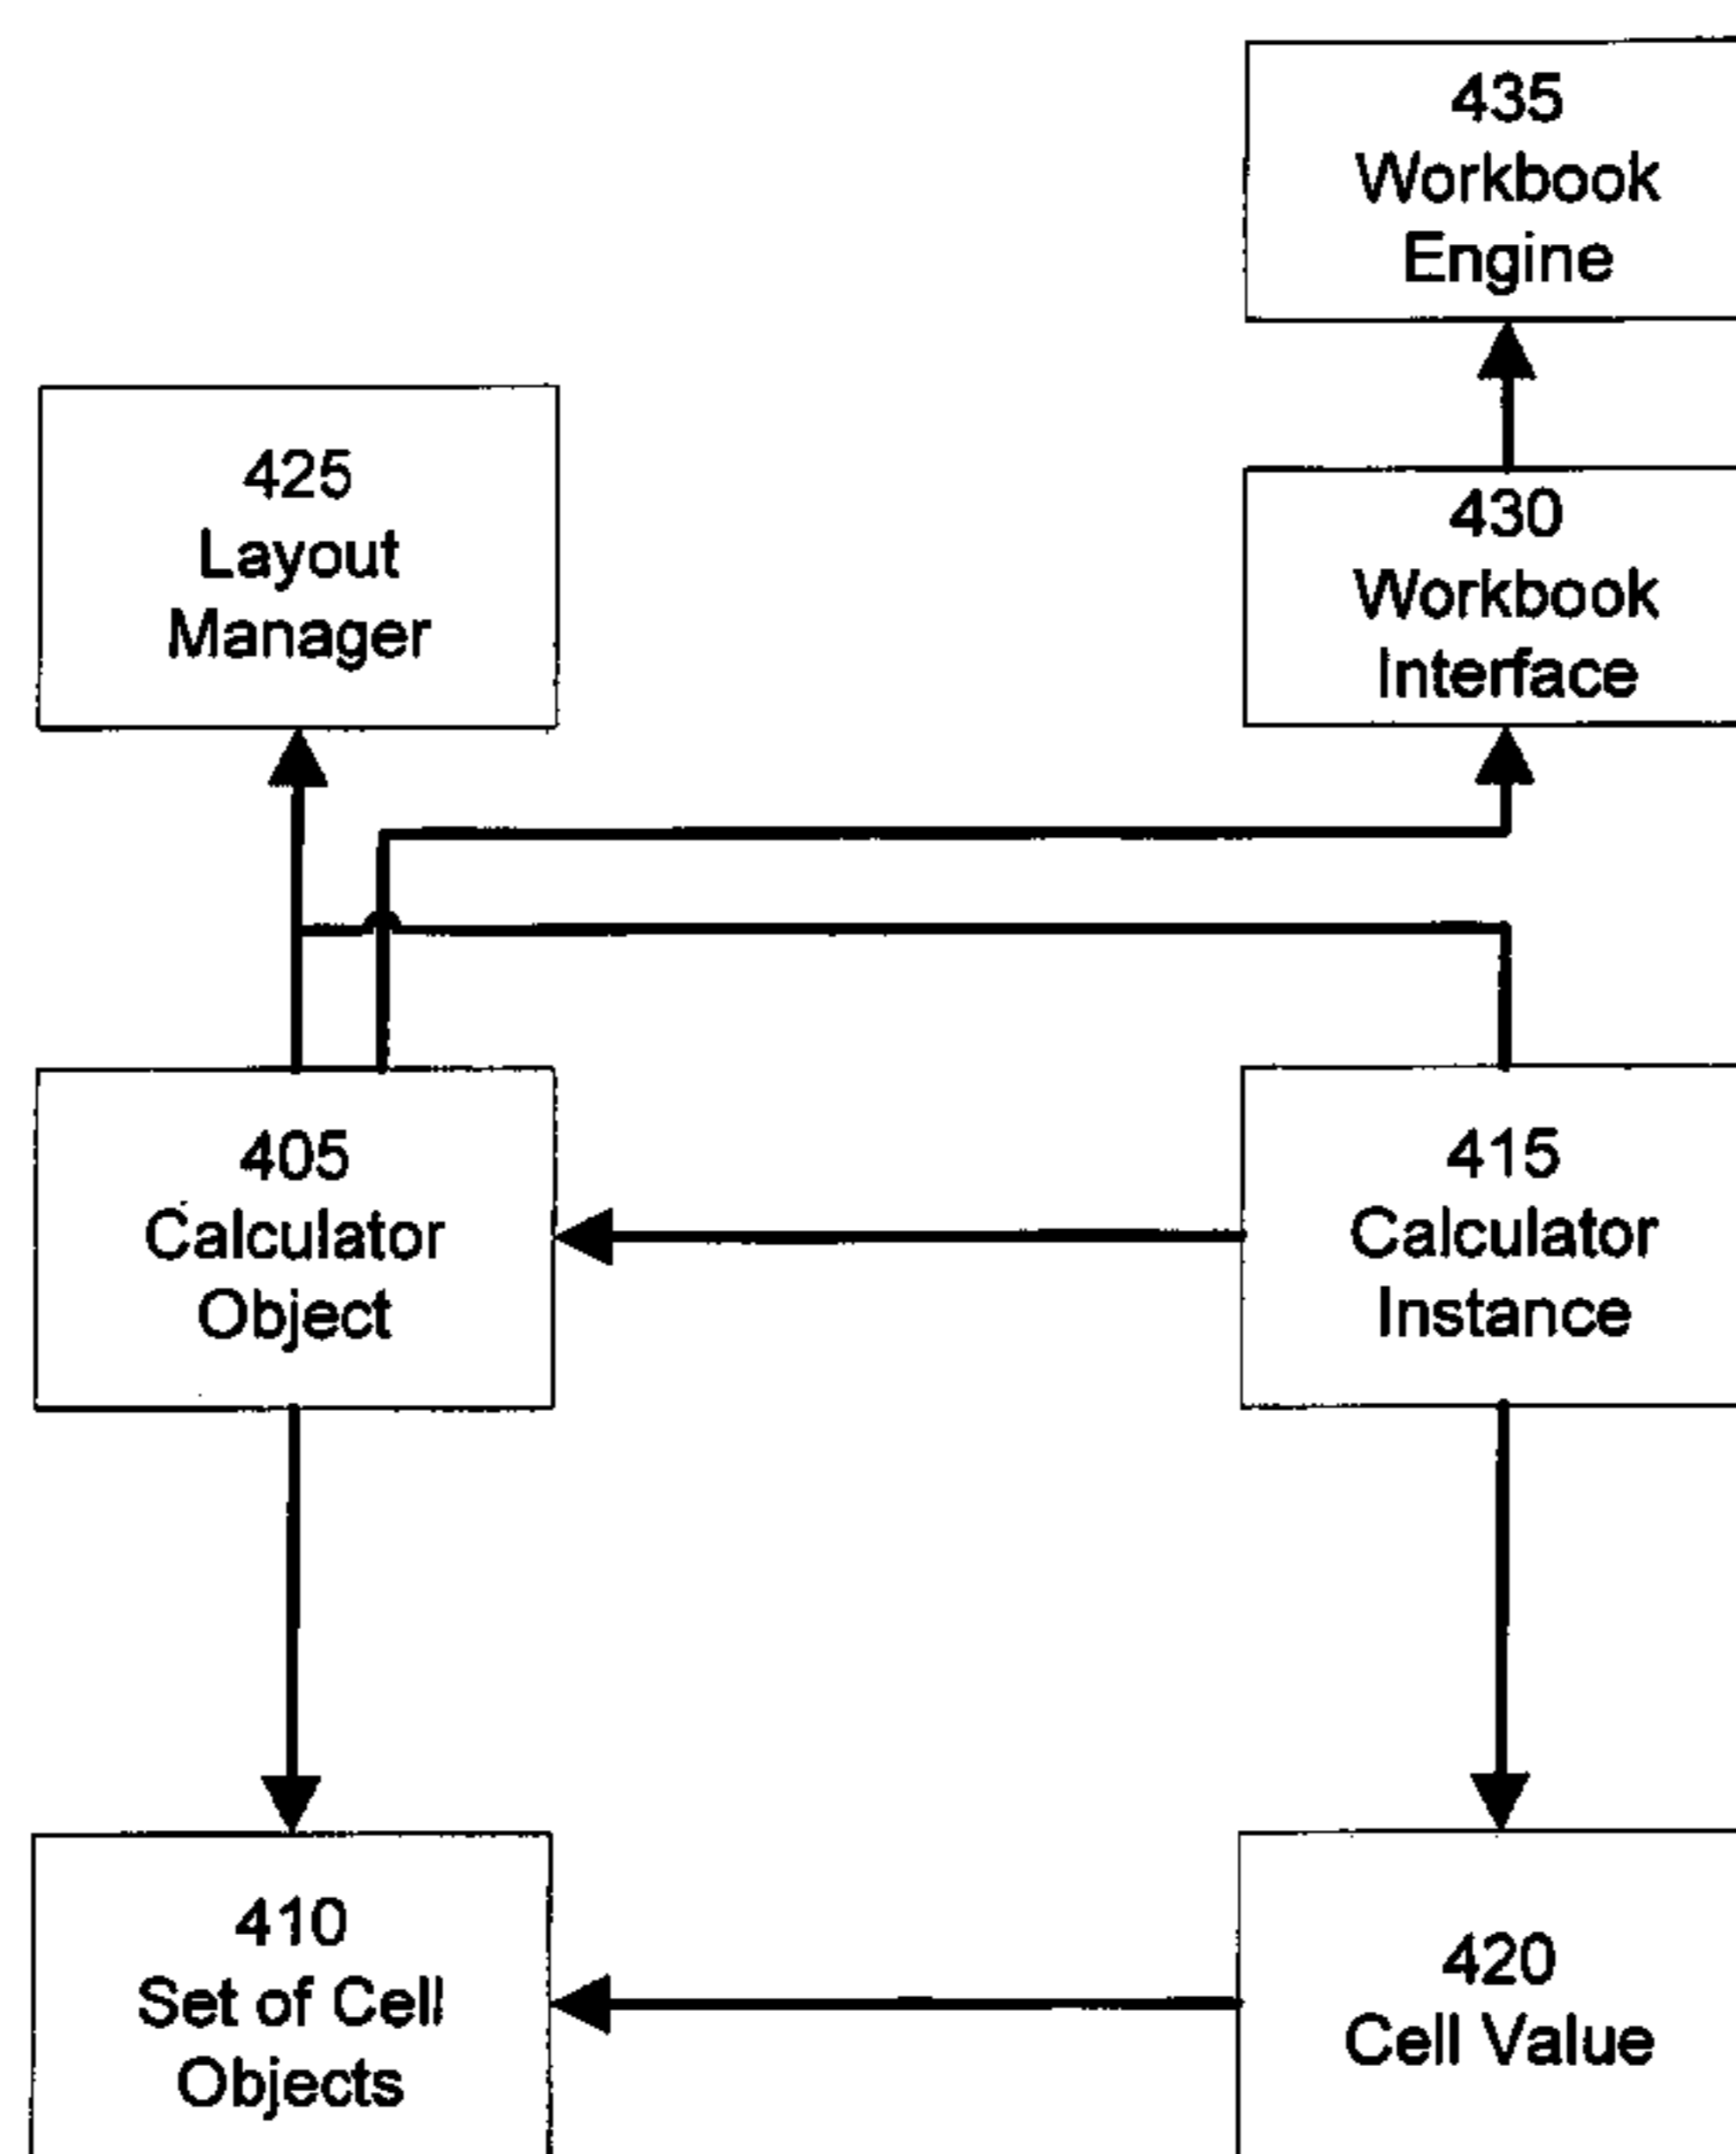 435
Workbook
Engine
425
Layout
Manager
430
Workbook
Interface
405
Calculator
Object
415
Calculator
Instance
410
Set of Cell
Objects
420
Cell Value